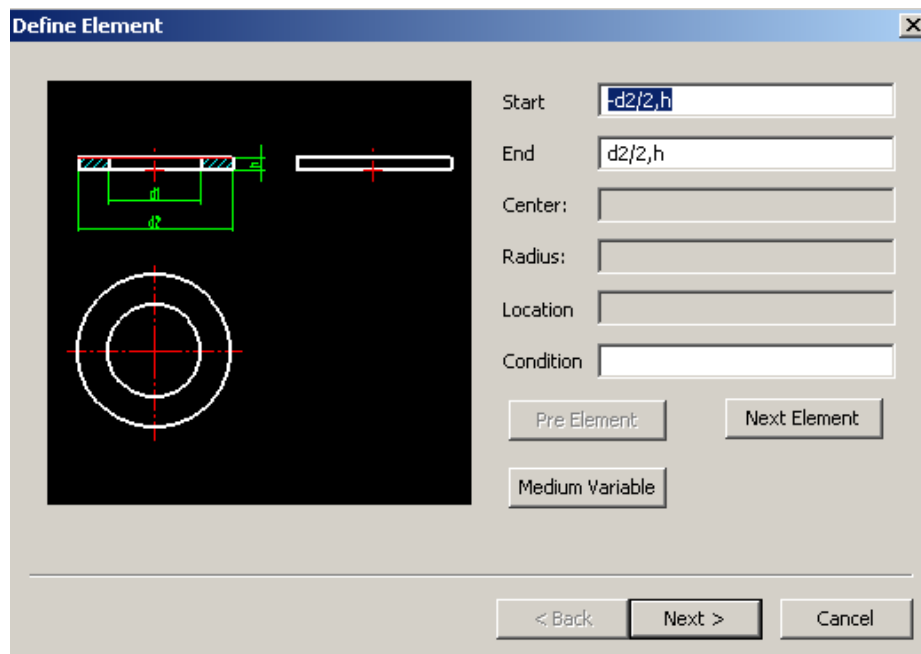 Define Element
d1
d2
h
Start -d2/2,h
End d2/2,h
Center:
Radius:
Location
Condition
Pre Element Next Element
Medium Variable
< Back Next > Cancel